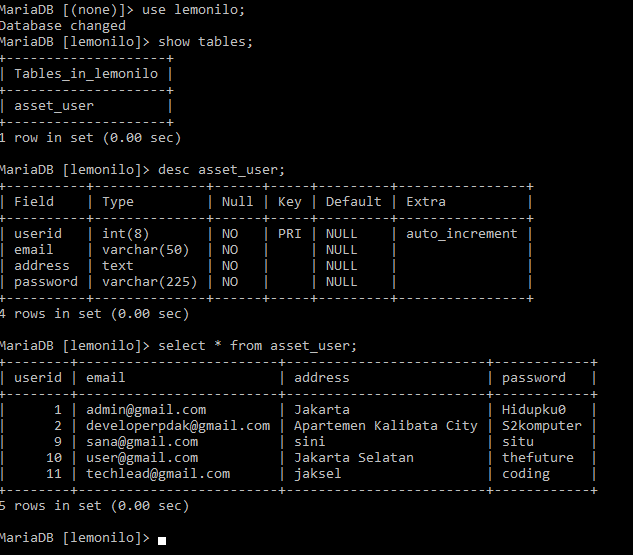 MariaDB [(none)]> use lemonilo;
Database changed
MariaDB [lemonilo]> show tables;
+--------------------+
| Tables_in_lemonilo |
+--------------------+
| asset_user         |
+--------------------+
1 row in set (0.00 sec)

MariaDB [lemonilo]> desc asset_user;
+----------+--------------+------+-----+---------+----------------+
| Field    | Type         | Null | Key | Default | Extra          |
+----------+--------------+------+-----+---------+----------------+
| userid   | int(8)       | NO   | PRI | NULL    | auto_increment |
| email    | varchar(50)  | NO   |     | NULL    |                |
| address  | text         | NO   |     | NULL    |                |
| password | varchar(225) | NO   |     | NULL    |                |
+----------+--------------+------+-----+---------+----------------+
4 rows in set (0.00 sec)

MariaDB [lemonilo]> select * from asset_user;
+--------+-------------------------+-------------------------+------------+
| userid | email                   | address                 | password   |
+--------+-------------------------+-------------------------+------------+
|      1 | admin@gmail.com         | Jakarta                 | Hidupku0   |
|      2 | developerpdak@gmail.com | Apartemen Kalibata City | S2komputer |
|      9 | sana@gmail.com          | sini                    | situ       |
|     10 | user@gmail.com          | Jakarta Selatan         | thefuture  |
|     11 | techlead@gmail.com      | jaksel                  | coding     |
+--------+-------------------------+-------------------------+------------+
5 rows in set (0.00 sec)

MariaDB [lemonilo]>